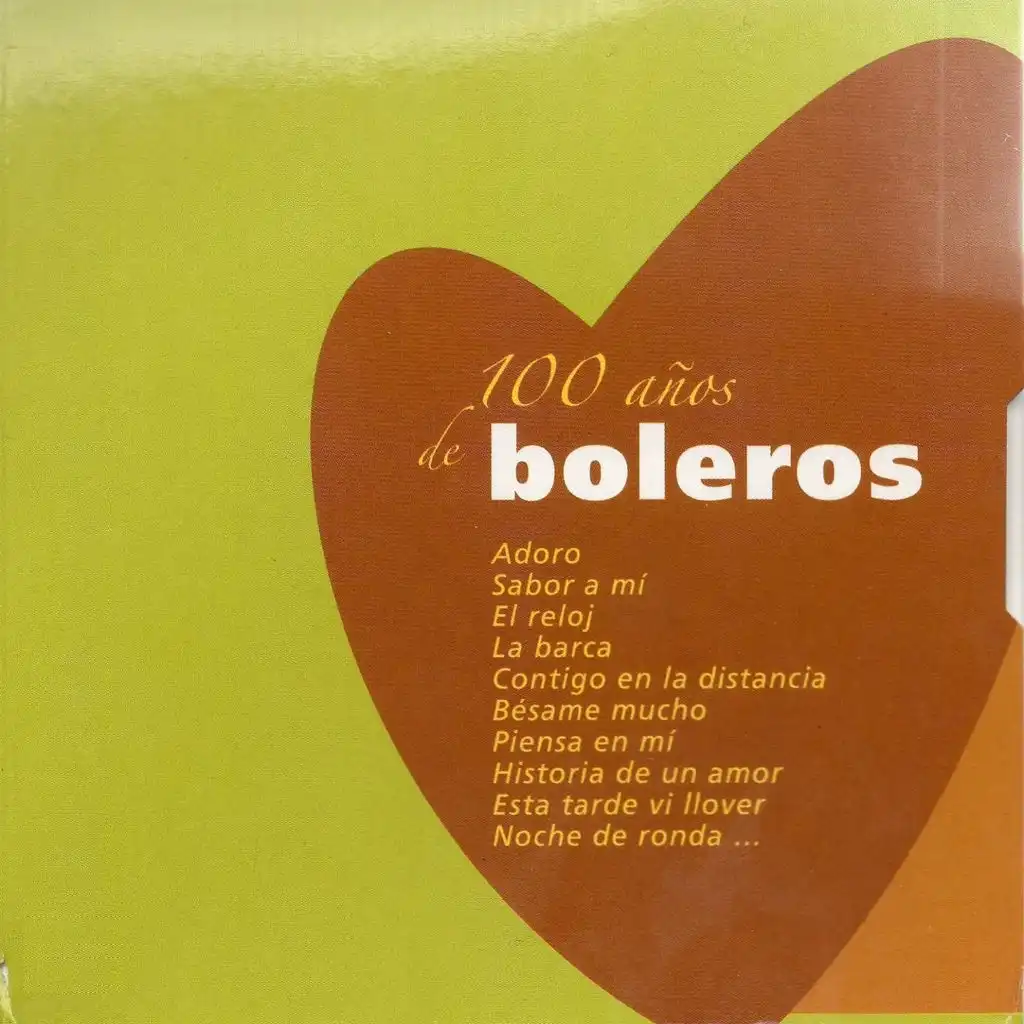 100 años
de boleros
Adoro
Sabor a mí
El reloj
La barca
Contigo en la distancia
Bésame mucho
Piensa en mí
Historia de un amor
Esta tarde vi llover
Noche de ronda ...